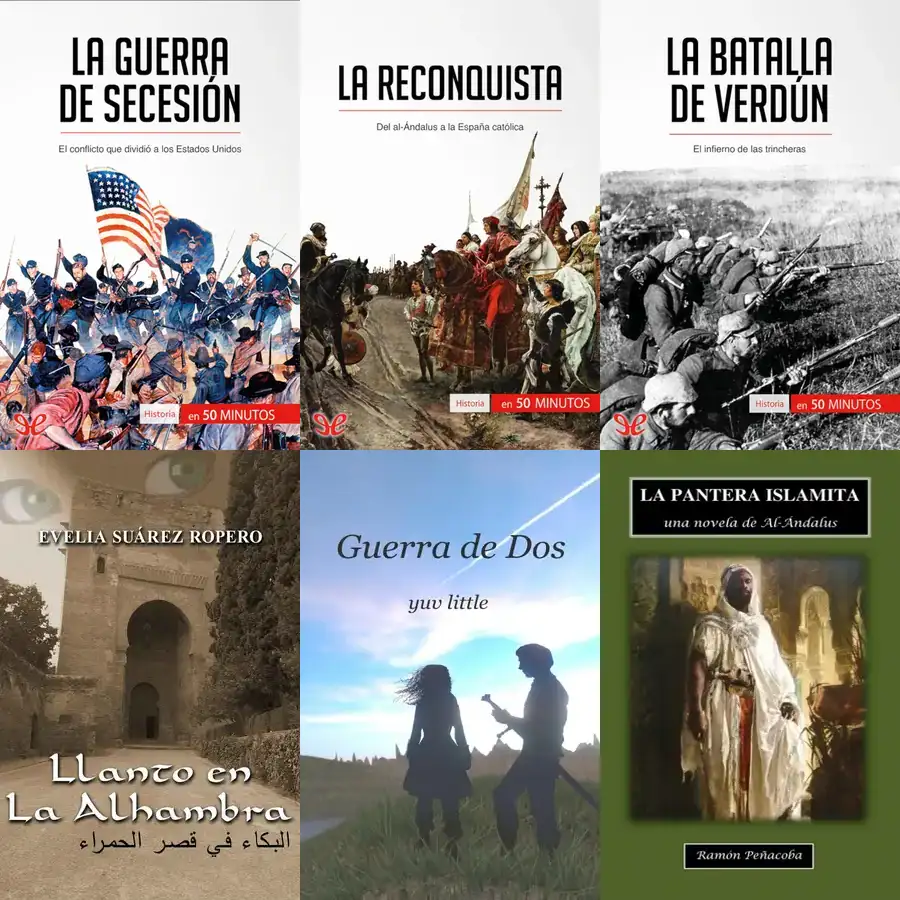 LA GUERRA
DE SECESIÓN
El conflicto que dividió a los Estados Unidos
Historia en 50 MINUTOS
LA RECONQUISTA
Del al-Ándalus a la España católica
Historia en 50 MINUTOS
LA BATALLA
DE VERDÚN
El infierno de las trincheras
Historia en 50 MINUTOS
EVELIA SUÁREZ ROPERO
Llanto en
La Alhambra
البكاء في قصر الحمراء
Guerra de Dos
yuv little
LA PANTERA ISLAMITA
una novela de Al-Andalus
Ramón Peñacoba